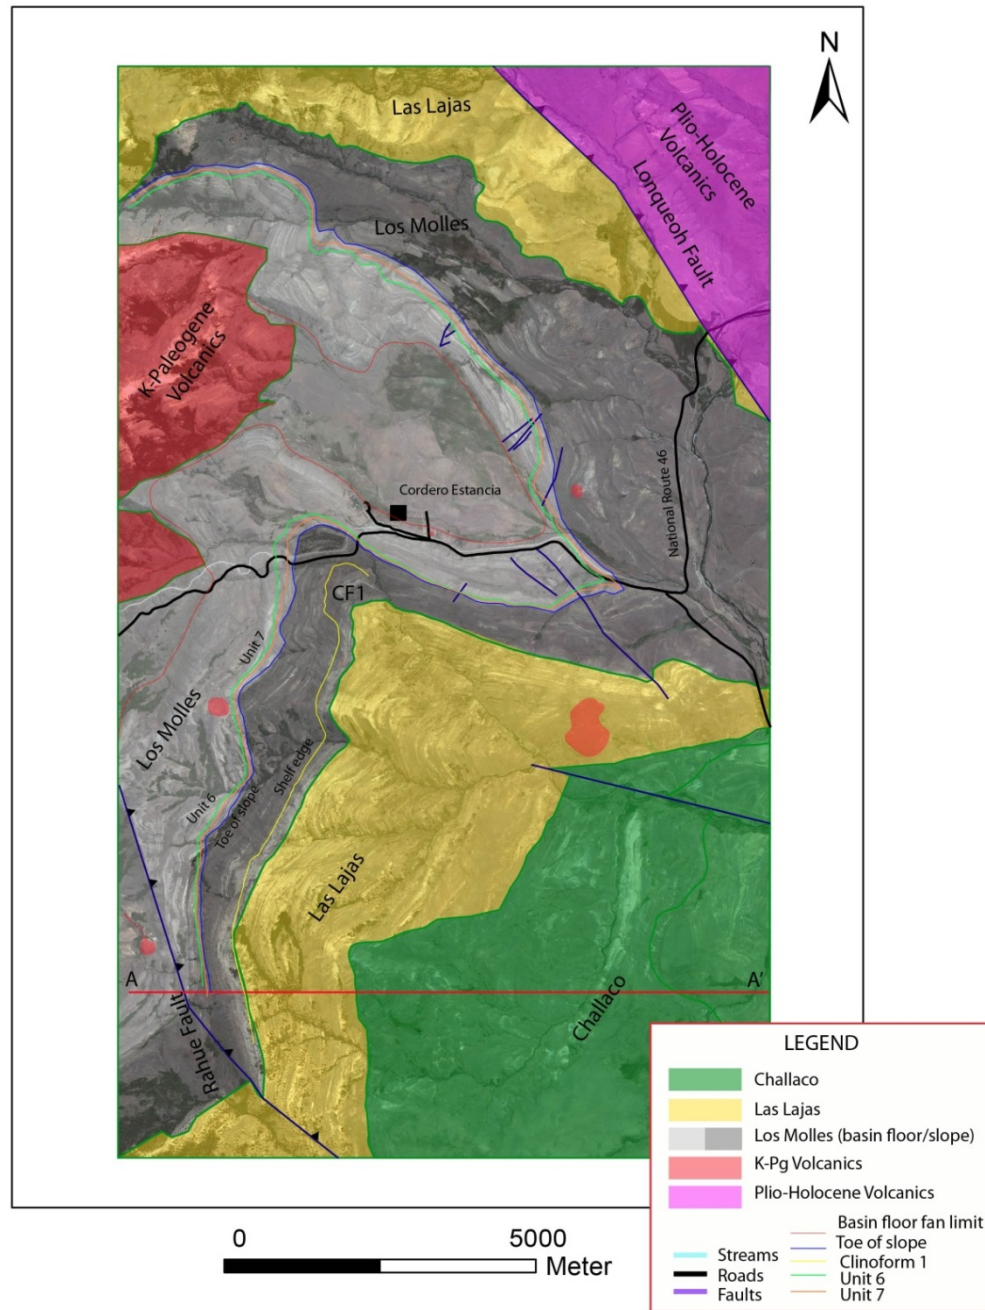 N
Las Lajas
Plio-Holocene
Volcanics
Lonqueoh Fault
Los Molles
K-Paleogene
Volcanics
National Route 46
Cordero Estancia
CF1
Unit 7
Los Molles
Shelf edge
Unit 6
Toe of slope
Las Lajas
A
A'
Challaco
Rahue Fault
LEGEND
Challaco
Las Lajas
Los Molles (basin floor/slope)
K-Pg Volcanics
Plio-Holocene Volcanics
Basin floor fan limit
Toe of slope
Streams
Clinoform 1
Roads
Unit 6
Faults
Unit 7
0
5000
Meter